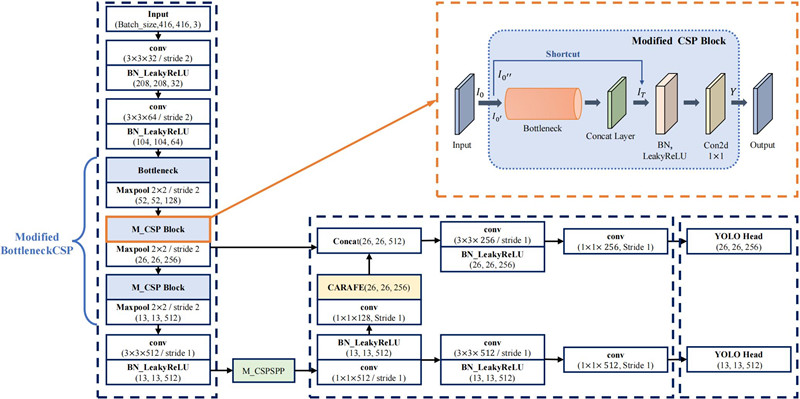 Input
(Batch_size,416, 416, 3)
conv
(3×3×32 / stride 2)
BN_LeakyReLU
(208, 208, 32)
conv
(3×3×64 / stride 2)
BN_LeakyReLU
(104, 104, 64)
Bottleneck
Maxpool 2×2 / stride 2
(52, 52, 128)
M_CSP Block
Maxpool 2×2 / stride 2
(26, 26, 256)
M_CSP Block
Maxpool 2×2 / stride 2
(13, 13, 512)
conv
(3×3×512 / stride 1)
BN_LeakyReLU
(13, 13, 512)
Modified
BottleneckCSP
M_CSPSPP
Modified CSP Block
Shortcut
I0
I0''
I0'
IT
Y
Input
Bottleneck
Concat Layer
BN,
LeakyReLU
Con2d
1×1
Output
Concat(26, 26, 512)
CARAFE(26, 26, 256)
conv
(1×1×128, Stride 1)
BN_LeakyReLU
(13, 13, 512)
conv
(1×1×512 / stride 1)
conv
(3×3× 256 / stride 1)
BN_LeakyReLU
(26, 26, 256)
conv
(1×1× 256, Stride 1)
YOLO Head
(26, 26, 256)
conv
(3×3× 512 / stride 1)
BN_LeakyReLU
(13, 13, 512)
conv
(1×1× 512, Stride 1)
YOLO Head
(13, 13, 512)